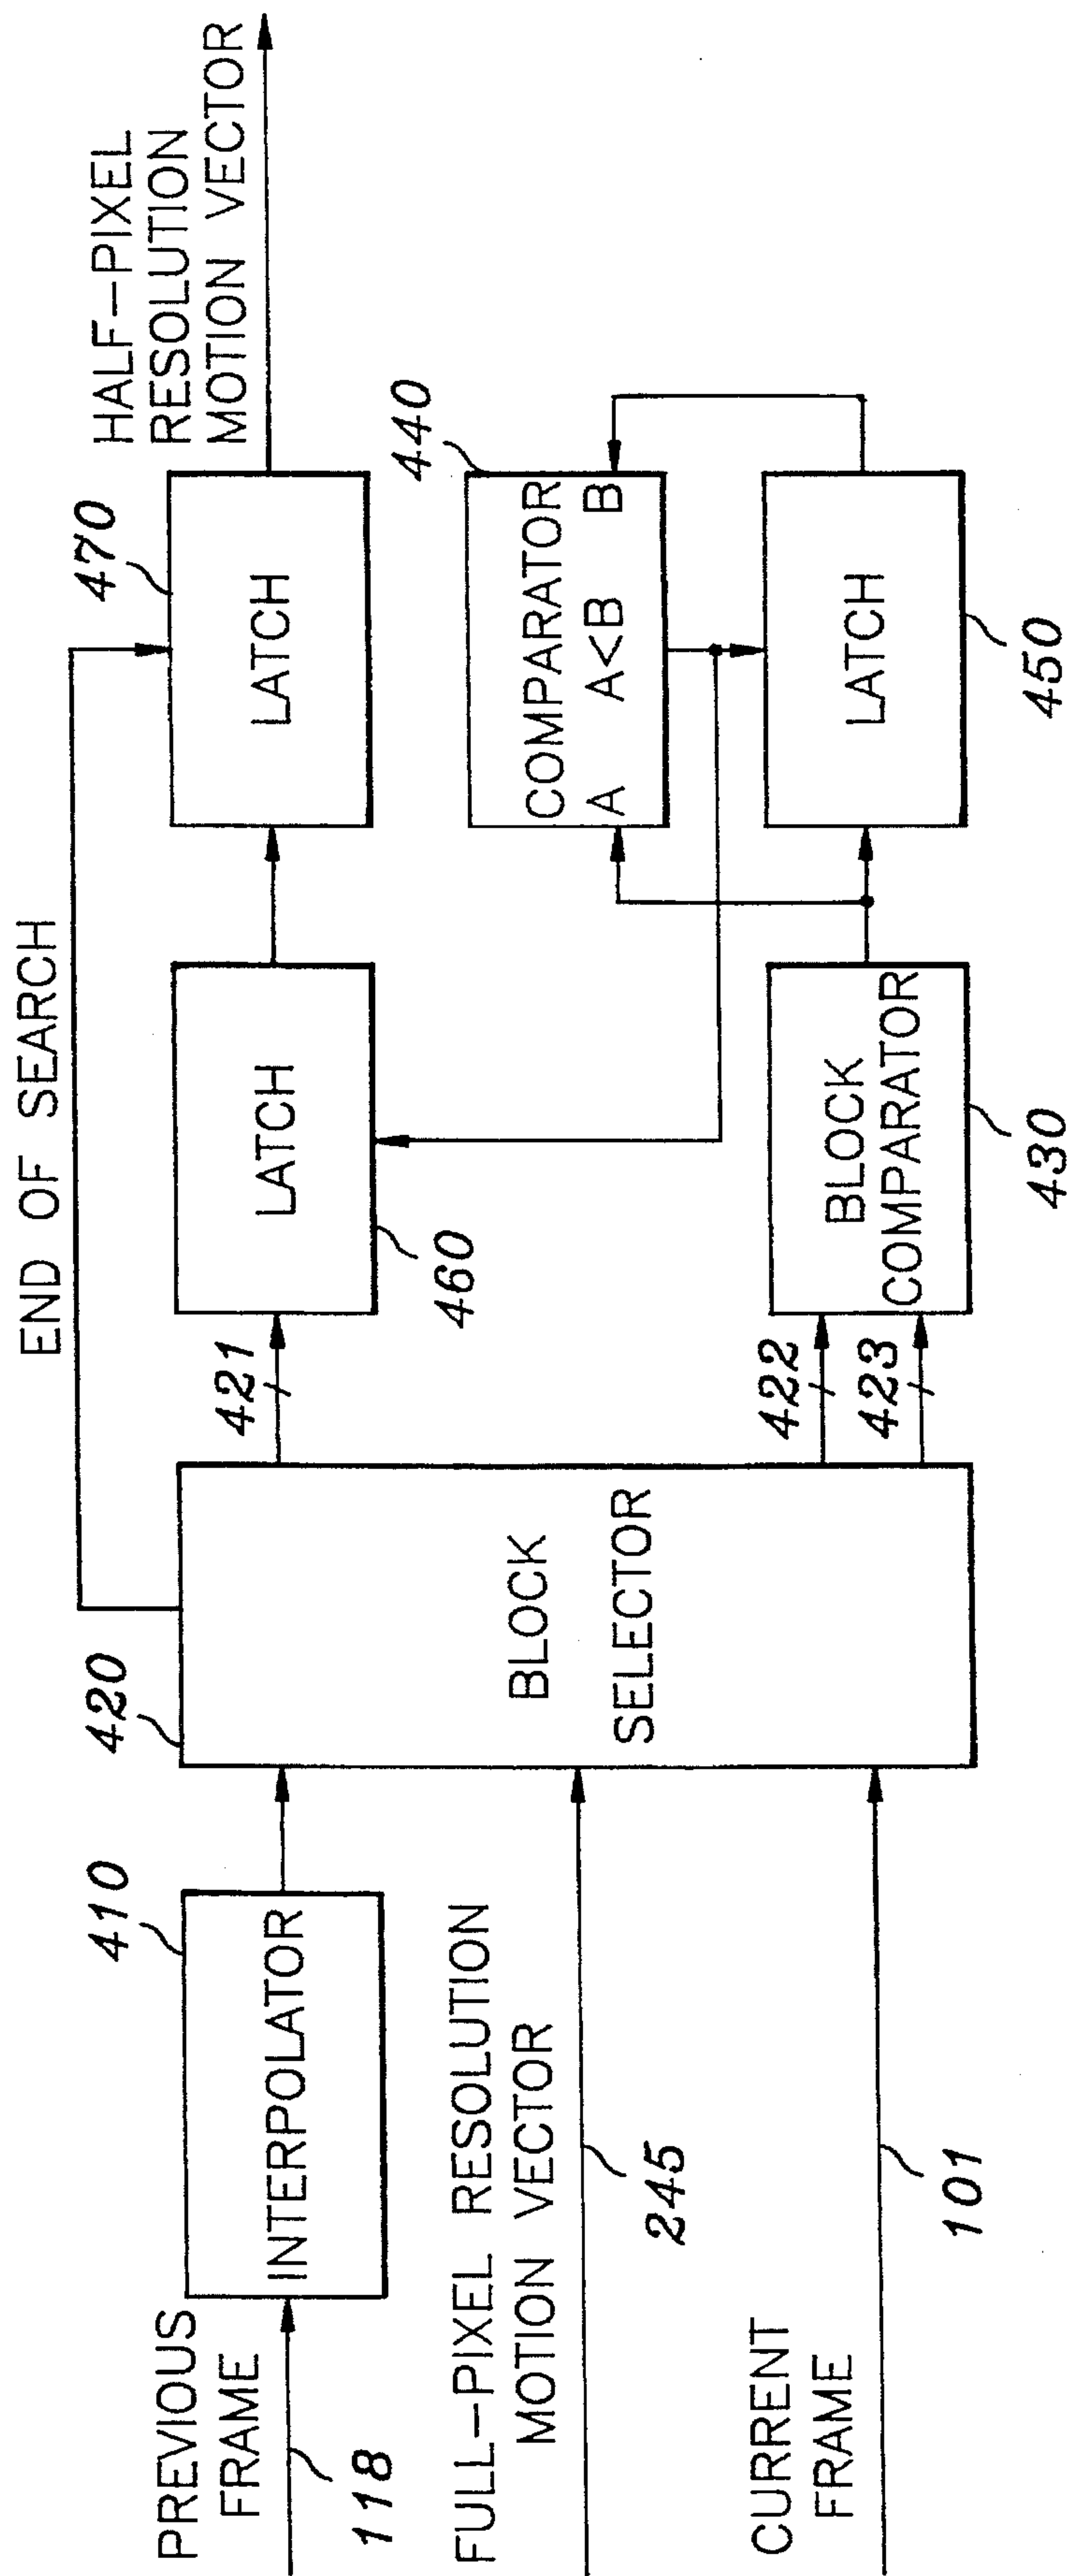 PREVIOUS
FRAME
118
INTERPOLATOR
410
FULL-PIXEL RESOLUTION
MOTION VECTOR
245
CURRENT
FRAME
101
420
BLOCK
SELECTOR
END OF SEARCH
421
422
423
LATCH
460
BLOCK
COMPARATOR
430
LATCH
470
COMPARATOR
A A<B B
440
LATCH
450
HALF-PIXEL
RESOLUTION
MOTION VECTOR